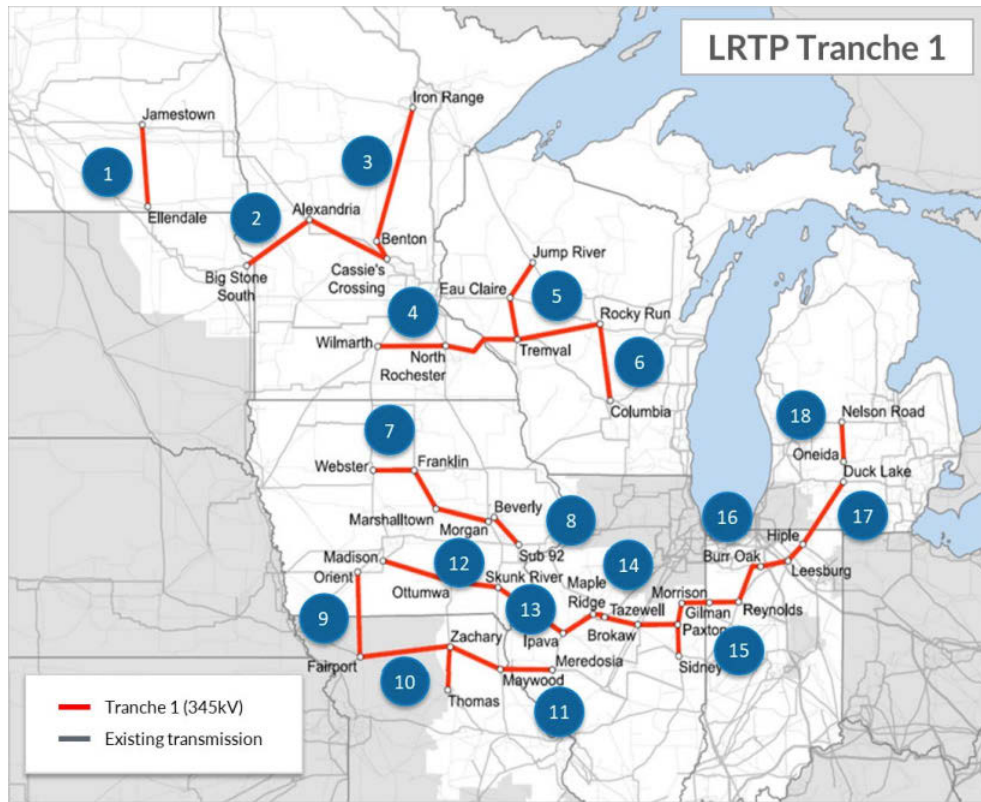 LRTP Tranche 1
Iron Range
Jamestown
3
1
Ellendale
2
Alexandria
Benton
Cassie's
Crossing
Big Stone
South
Jump River
Eau Claire
5
4
Rocky Run
Wilmarth
North
Rochester
Tremval
6
Columbia
18
Nelson Road
Oneida
Duck Lake
7
Webster
Franklin
Marshalltown
Morgan
Beverly
8
Sub 92
16
17
Hiple
Burr Oak
Leesburg
Madison
Orient
12
Ottumwa
Skunk River
14
Maple
Ridge
Tazewell
Morrison
Gilman
Reynolds
13
9
Ipava
Brokaw
Paxton
15
Sidney
Zachary
Fairport
10
Maywood
Meredosia
Thomas
11
Tranche 1 (345kV)
Existing transmission